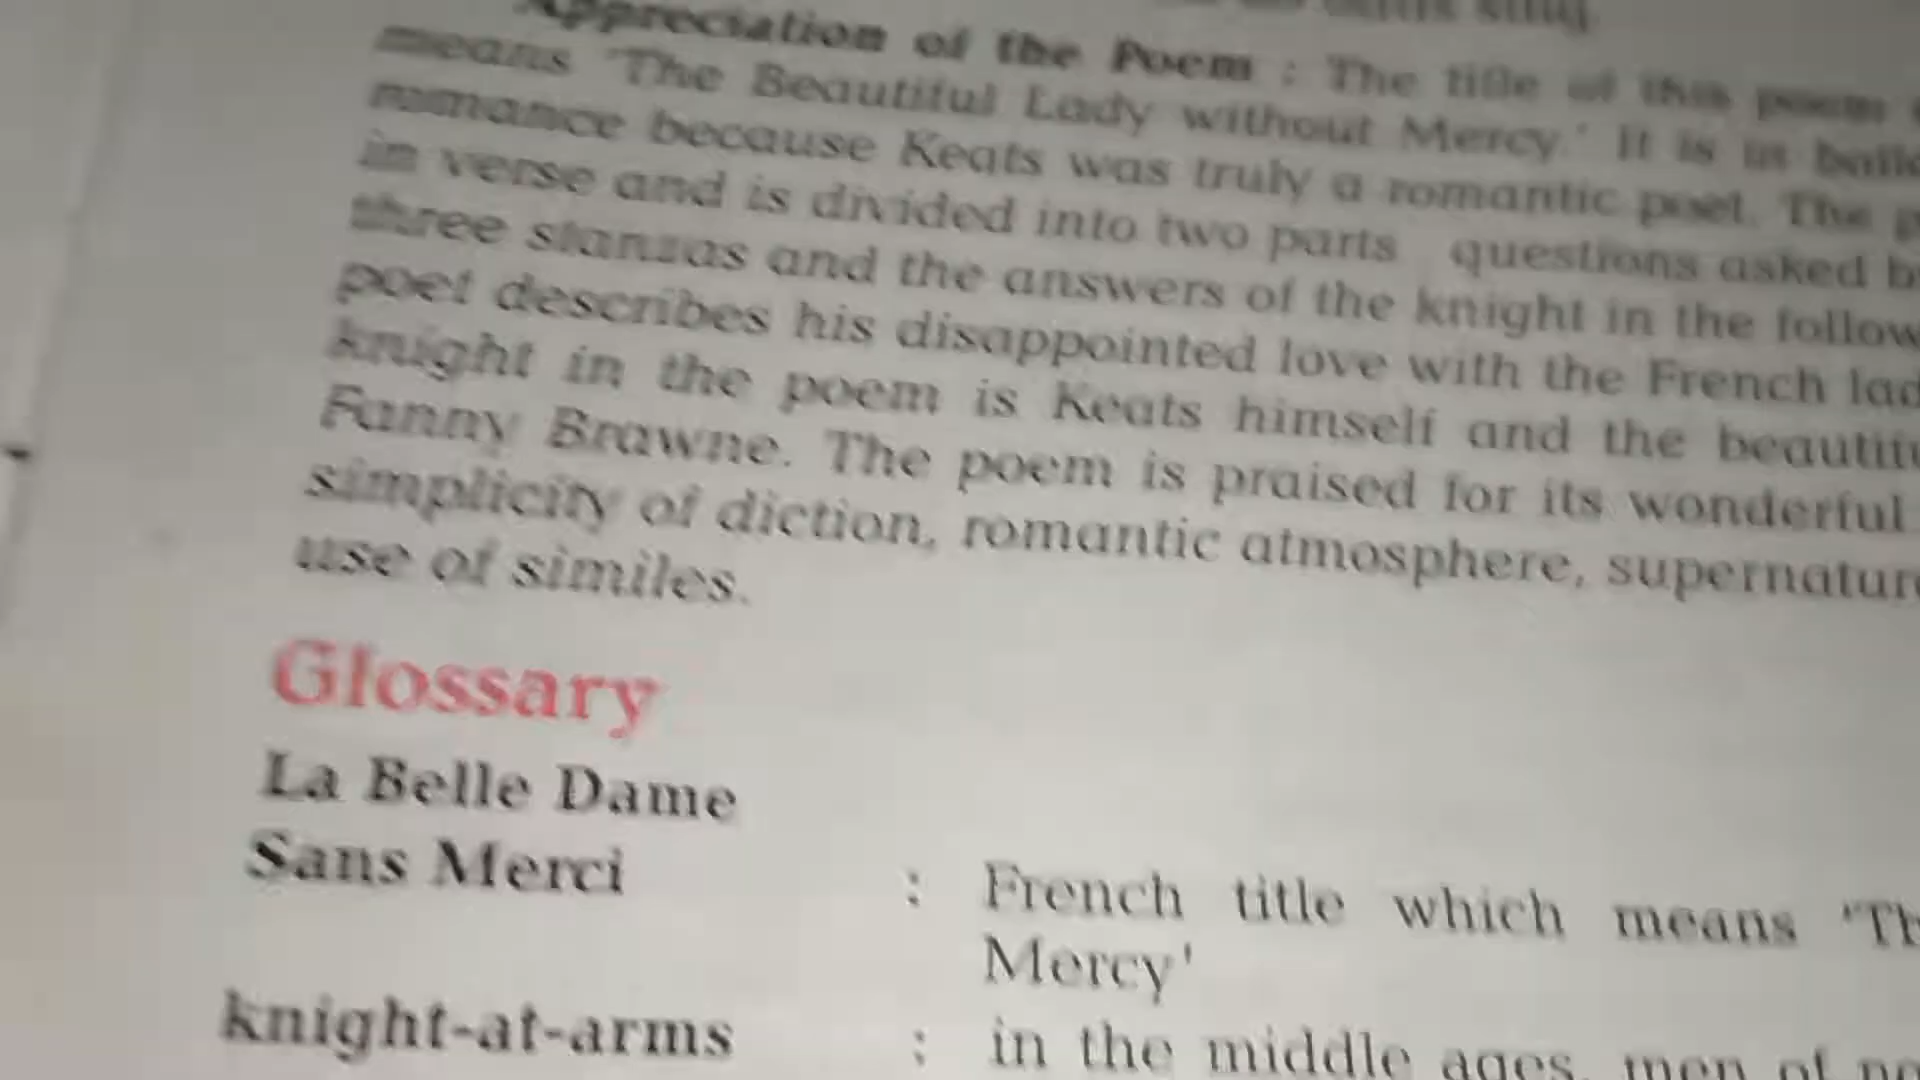 Appreciation of the Poem : The title of this poem
means 'The Beautiful Lady without Mercy.' It is in
romance because Keats was truly a romantic poet. The
in verse and is divided into two parts questions asked
three stanzas and the answers of the knight in the
poet describes his disappointed love with the French
knight in the poem is Keats himself and the
Fanny Brawne. The poem is praised for its wonderful
simplicity of diction, romantic atmosphere,
use of similes.
Glossary
La Belle Dame
Sans Merci : French title which means
Mercy'
knight-at-arms : in the middle ages, men of